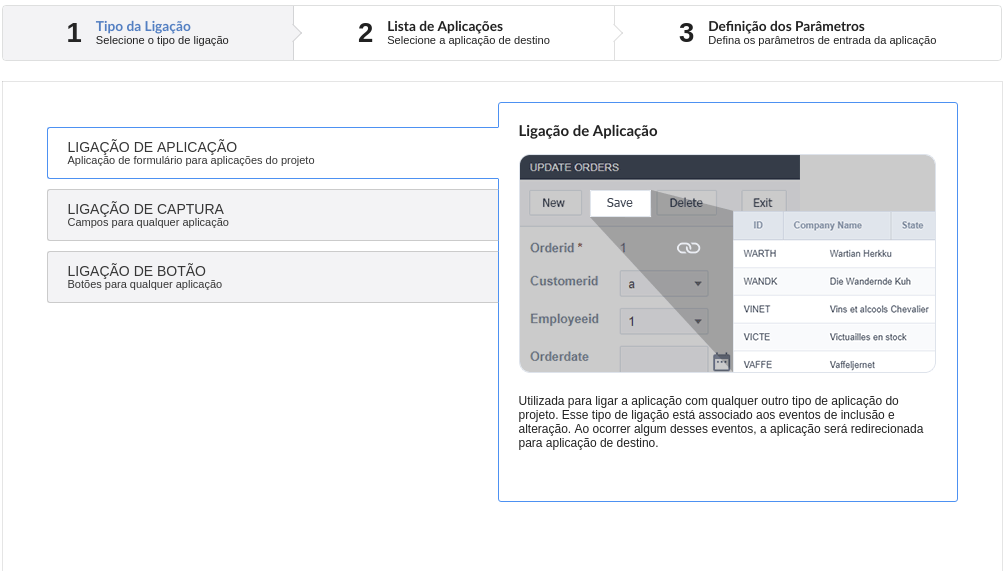 1 Tipo da Ligação
Selecione o tipo de ligação
2 Lista de Aplicações
Selecione a aplicação de destino
3 Definição dos Parâmetros
Defina os parâmetros de entrada da aplicação
LIGAÇÃO DE APLICAÇÃO
Aplicação de formulário para aplicações do projeto
LIGAÇÃO DE CAPTURA
Campos para qualquer aplicação
LIGAÇÃO DE BOTÃO
Botões para qualquer aplicação
Ligação de Aplicação
UPDATE ORDERS
New Save Delete Exit
Orderid * 1
Customerid a
Employeeid 1
Orderdate
ID Company Name State
WARTH Wartian Herkku
WANDK Die Wandernde Kuh
VINET Vins et alcools Chevalier
VICTE Victuailles en stock
VAFFE Vaffeljernet
Utilizada para ligar a aplicação com qualquer outro tipo de aplicação do
projeto. Esse tipo de ligação está associado aos eventos de inclusão e
alteração. Ao ocorrer algum desses eventos, a aplicação será redirecionada
para aplicação de destino.